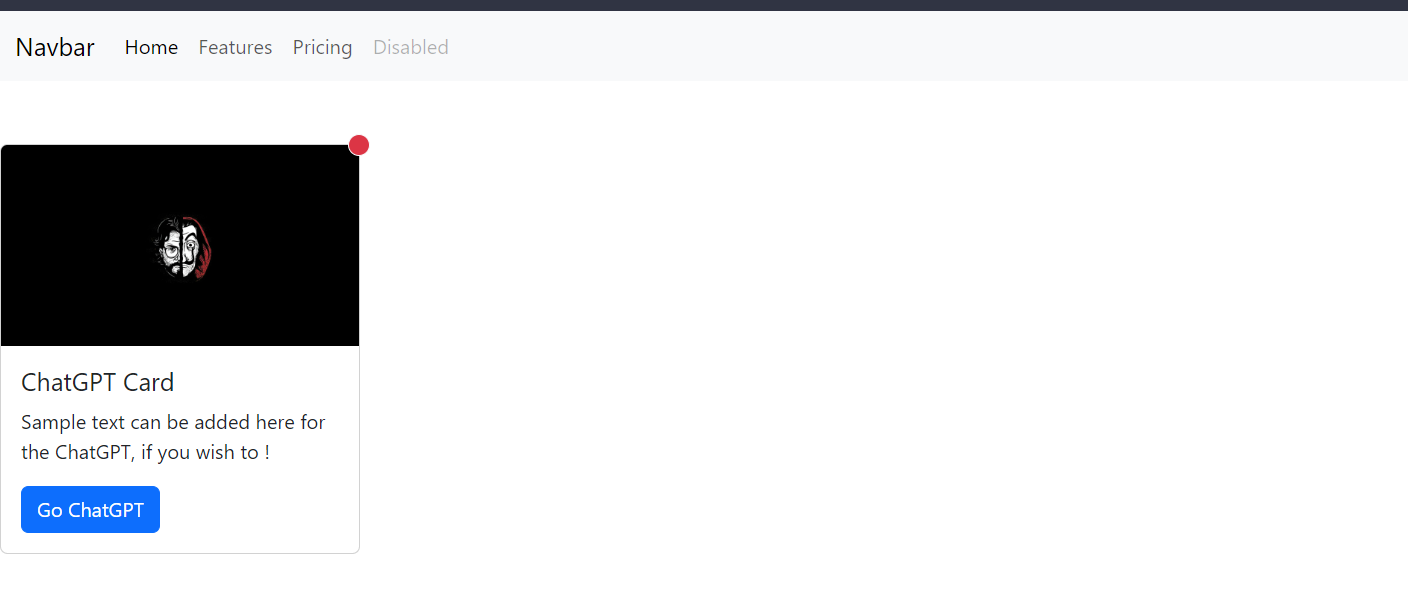 Navbar Home Features Pricing Disabled
ChatGPT Card
Sample text can be added here for
the ChatGPT, if you wish to !
Go ChatGPT